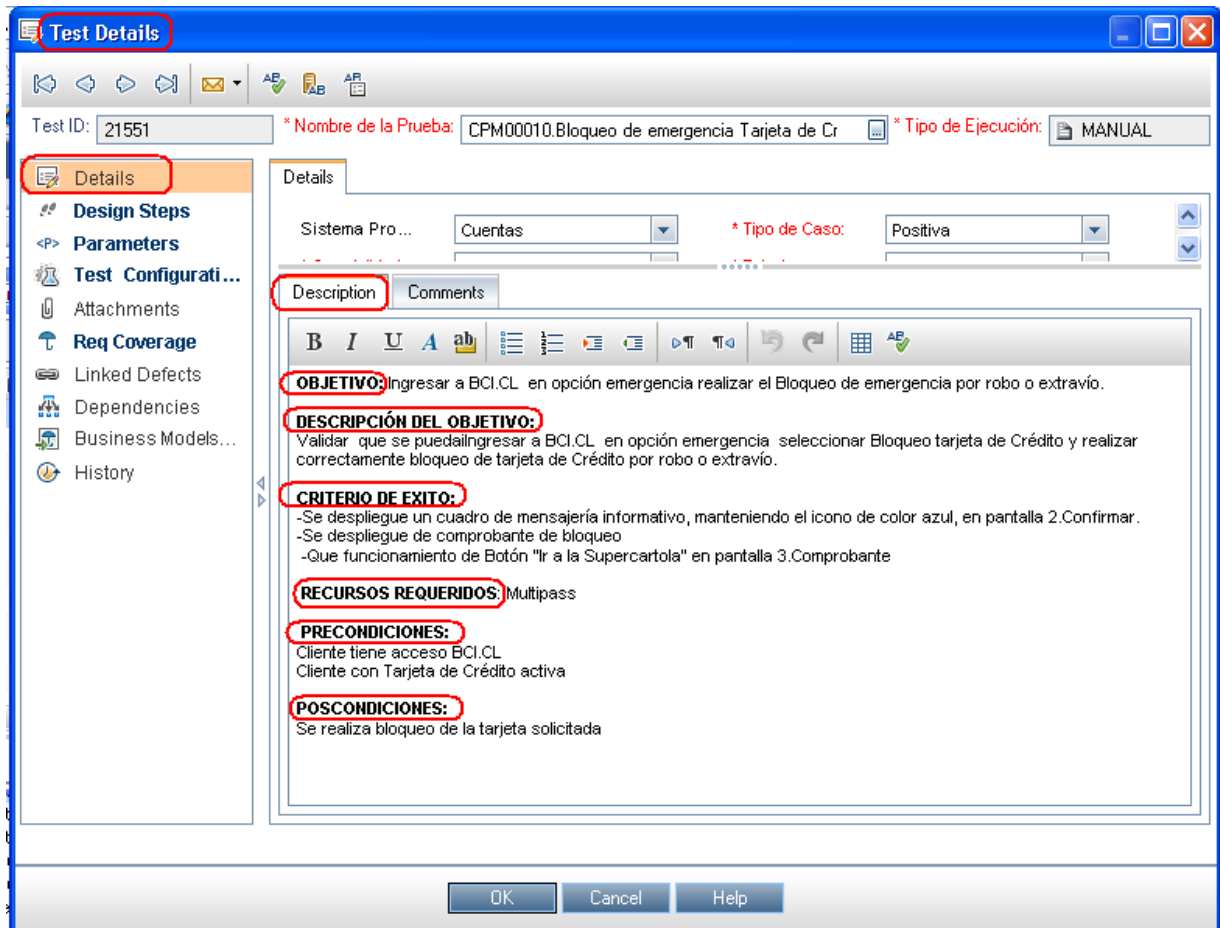 Test Details
Test ID: 21551 * Nombre de la Prueba: CPM00010.Bloqueo de emergencia Tarjeta de Cr ... * Tipo de Ejecución: MANUAL
Details
Design Steps
<P> Parameters
Test Configurati...
Attachments
Req Coverage
Linked Defects
Dependencies
Business Models...
History
Details
Sistema Pro... Cuentas * Tipo de Caso: Positiva
Description Comments
B I U A ab
OBJETIVO: Ingresar a BCI.CL en opción emergencia realizar el Bloqueo de emergencia por robo o extravío.
DESCRIPCIÓN DEL OBJETIVO:
Validar que se puedaiIngresar a BCI.CL en opción emergencia seleccionar Bloqueo tarjeta de Crédito y realizar
correctamente bloqueo de tarjeta de Crédito por robo o extravío.
CRITERIO DE EXITO:
-Se despliegue un cuadro de mensajería informativo, manteniendo el icono de color azul, en pantalla 2.Confirmar.
-Se despliegue de comprobante de bloqueo
-Que funcionamiento de Botón "Ir a la Supercartola" en pantalla 3.Comprobante
RECURSOS REQUERIDOS: Multipass
PRECONDICIONES:
Cliente tiene acceso BCI.CL
Cliente con Tarjeta de Crédito activa
POSCONDICIONES:
Se realiza bloqueo de la tarjeta solicitada
OK Cancel Help